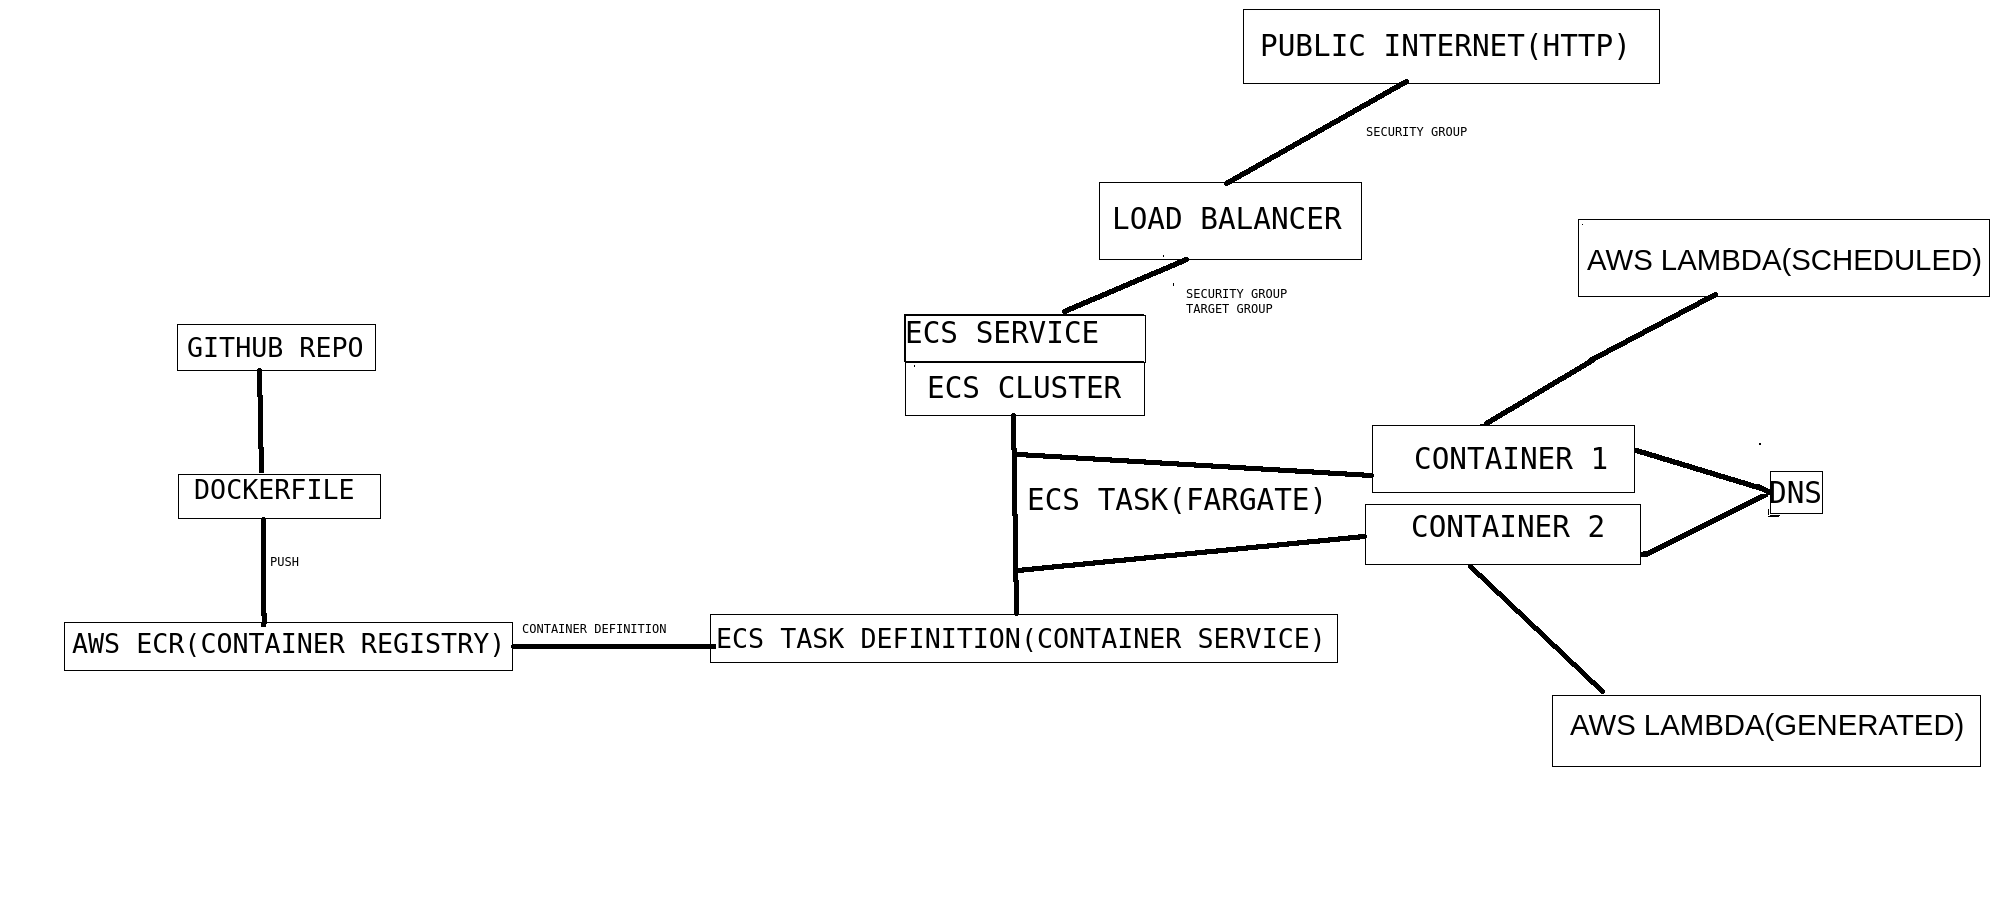 PUBLIC INTERNET(HTTP)
SECURITY GROUP
LOAD BALANCER
AWS LAMBDA(SCHEDULED)
SECURITY GROUP
TARGET GROUP
ECS SERVICE
GITHUB REPO
ECS CLUSTER
CONTAINER 1
DOCKERFILE
ECS TASK(FARGATE)
DNS
CONTAINER 2
PUSH
AWS ECR(CONTAINER REGISTRY)
CONTAINER DEFINITION
ECS TASK DEFINITION(CONTAINER SERVICE)
AWS LAMBDA(GENERATED)